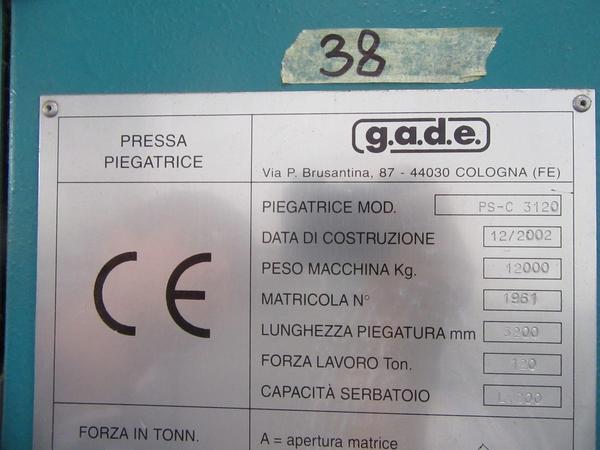 38
PRESSA
PIEGATRICE
g.a.d.e.
Via P. Brusantina, 87 - 44030 COLOGNA (FE)
CE
PIEGATRICE MOD. PS-C 3120
DATA DI COSTRUZIONE 12/2002
PESO MACCHINA Kg. 12000
MATRICOLA N° 1961
LUNGHEZZA PIEGATURA mm 3200
FORZA LAVORO Ton. 120
CAPACITÀ SERBATOIO
FORZA IN TONN.
A = apertura matrice